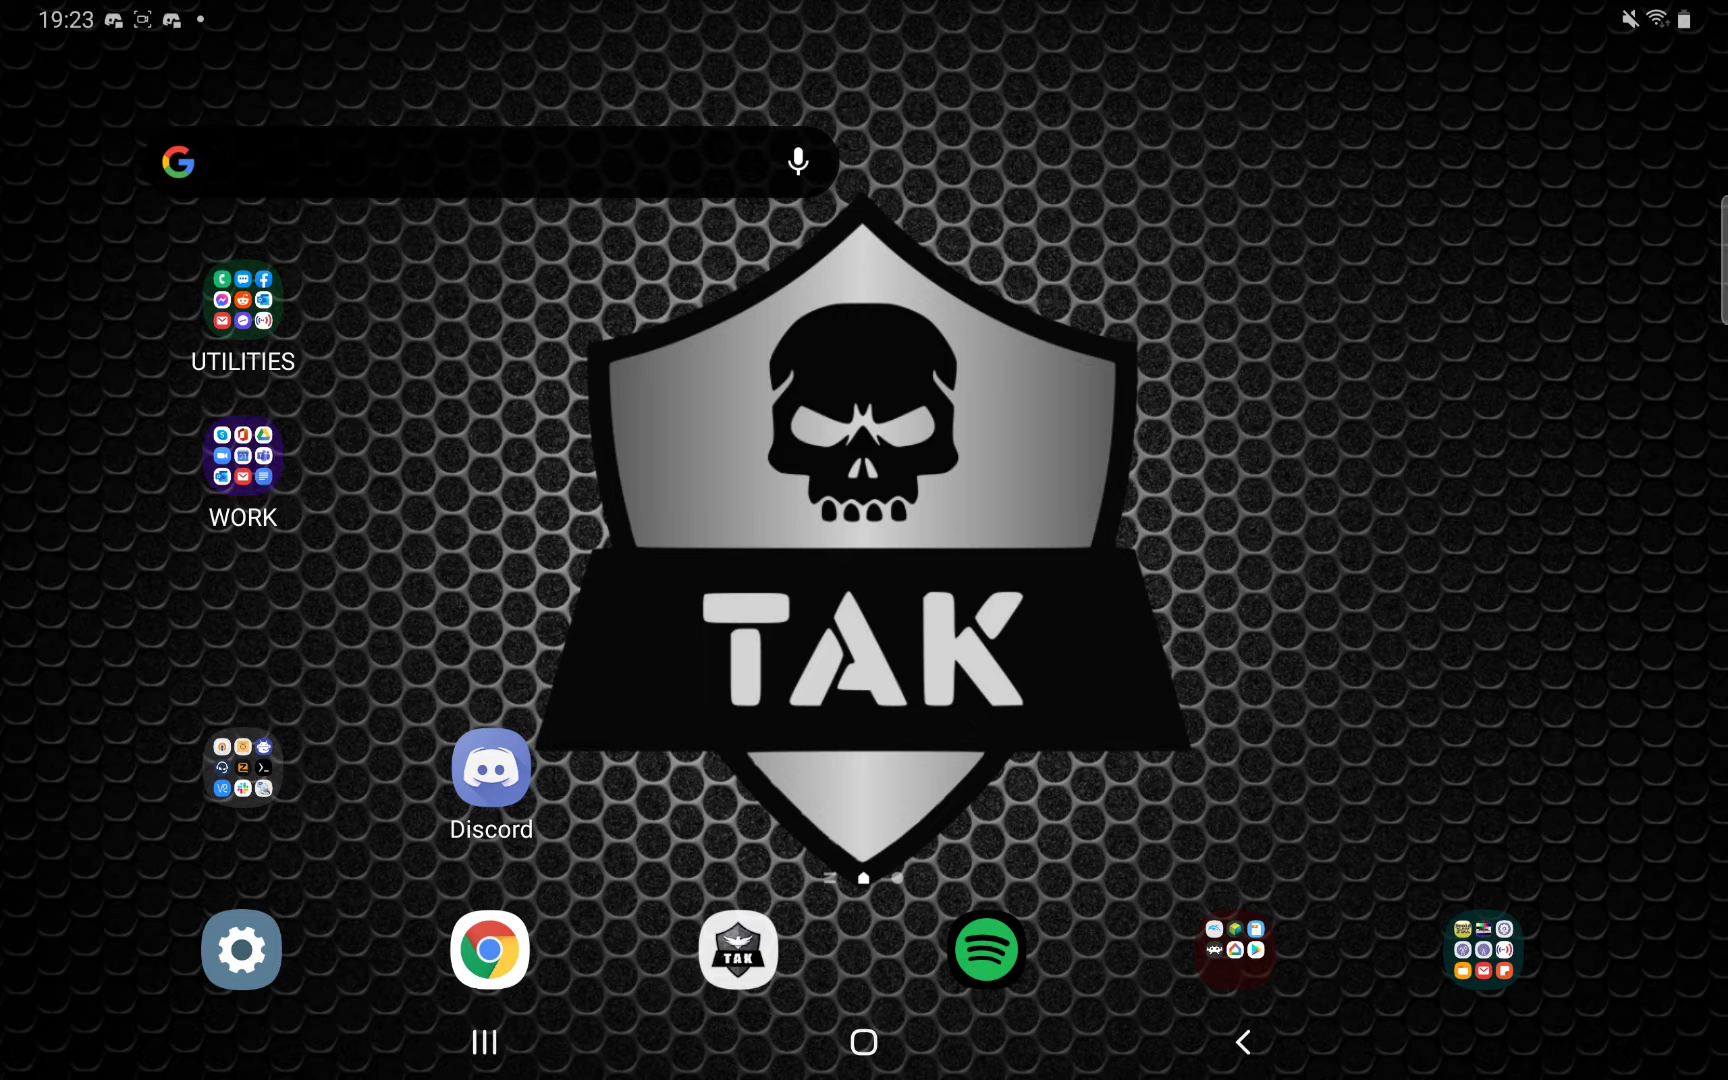 19:23
UTILITIES
WORK
TAK
Discord
TAK